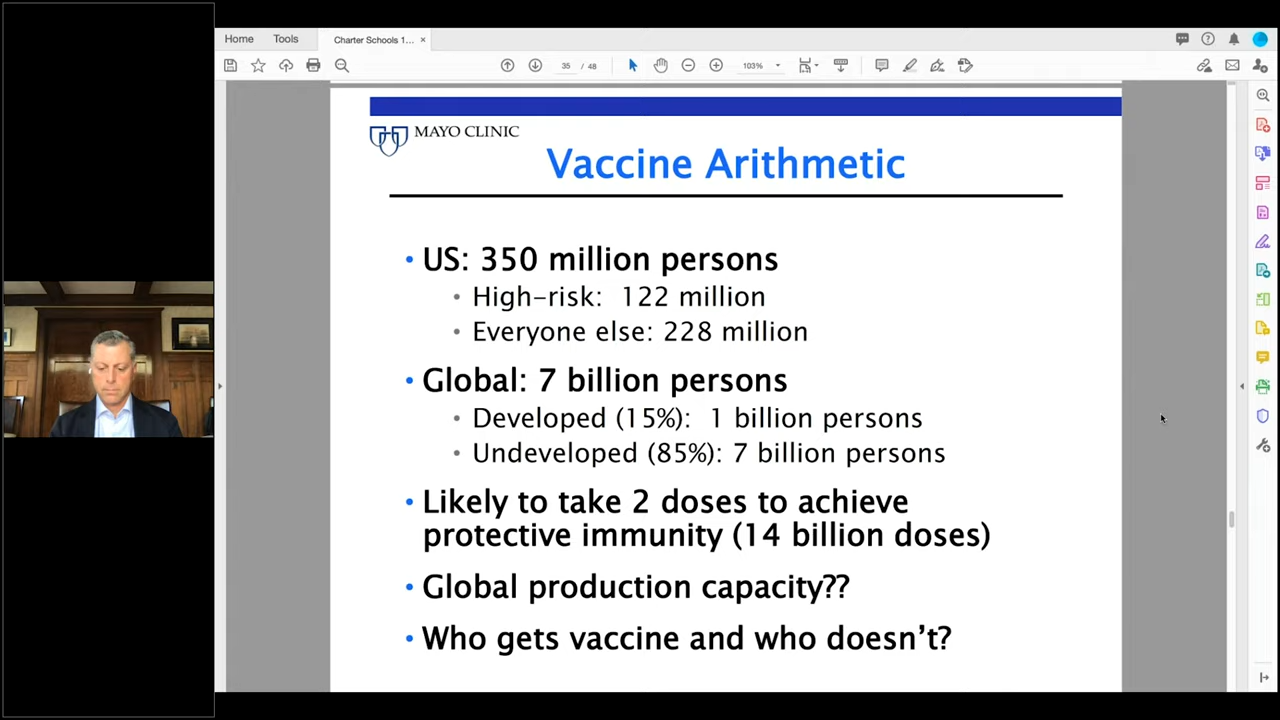 Home Tools Charter Schools 1... ×
35 / 48 103%
MAYO CLINIC
Vaccine Arithmetic
• US: 350 million persons
• High-risk: 122 million
• Everyone else: 228 million
• Global: 7 billion persons
• Developed (15%): 1 billion persons
• Undeveloped (85%): 7 billion persons
• Likely to take 2 doses to achieve
protective immunity (14 billion doses)
• Global production capacity??
• Who gets vaccine and who doesn't?